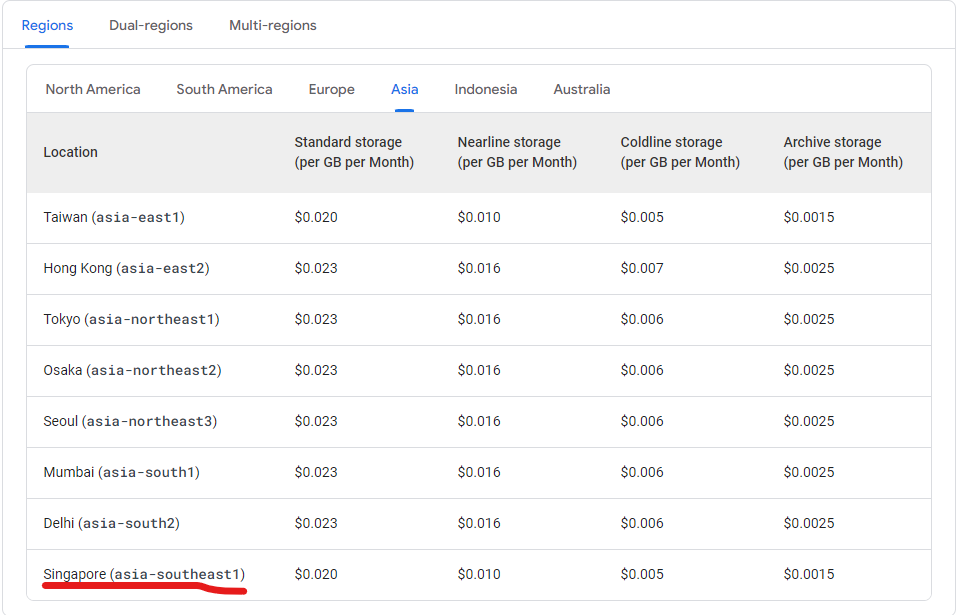 Regions Dual-regions Multi-regions
North America South America Europe Asia Indonesia Australia
Location Standard storage (per GB per Month) Nearline storage (per GB per Month) Coldline storage (per GB per Month) Archive storage (per GB per Month)
Taiwan (asia-east1) $0.020 $0.010 $0.005 $0.0015
Hong Kong (asia-east2) $0.023 $0.016 $0.007 $0.0025
Tokyo (asia-northeast1) $0.023 $0.016 $0.006 $0.0025
Osaka (asia-northeast2) $0.023 $0.016 $0.006 $0.0025
Seoul (asia-northeast3) $0.023 $0.016 $0.006 $0.0025
Mumbai (asia-south1) $0.023 $0.016 $0.006 $0.0025
Delhi (asia-south2) $0.023 $0.016 $0.006 $0.0025
Singapore (asia-southeast1) $0.020 $0.010 $0.005 $0.0015